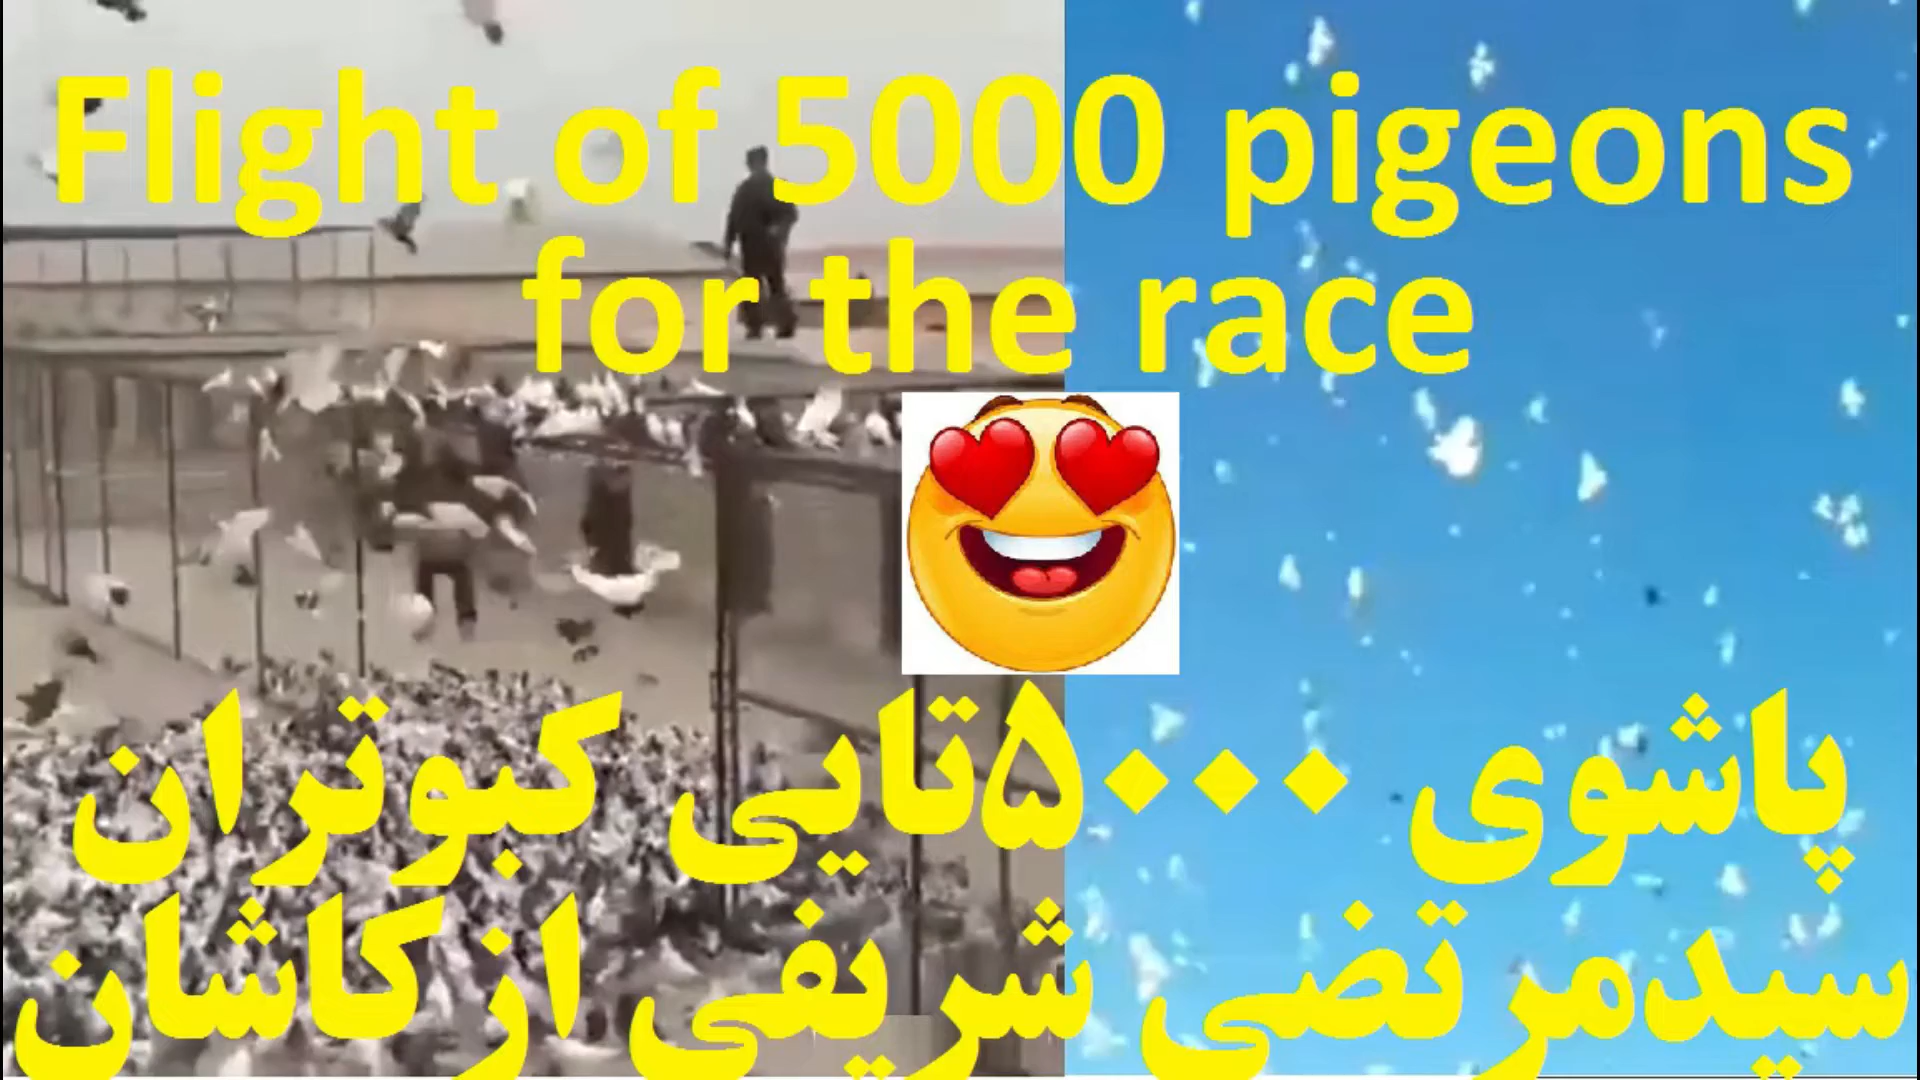 Flight of 5000 pigeons
for the race
پاشوی ۵۰۰۰تایی کبوتران
سیدمرتضی شریفی ازکاشان